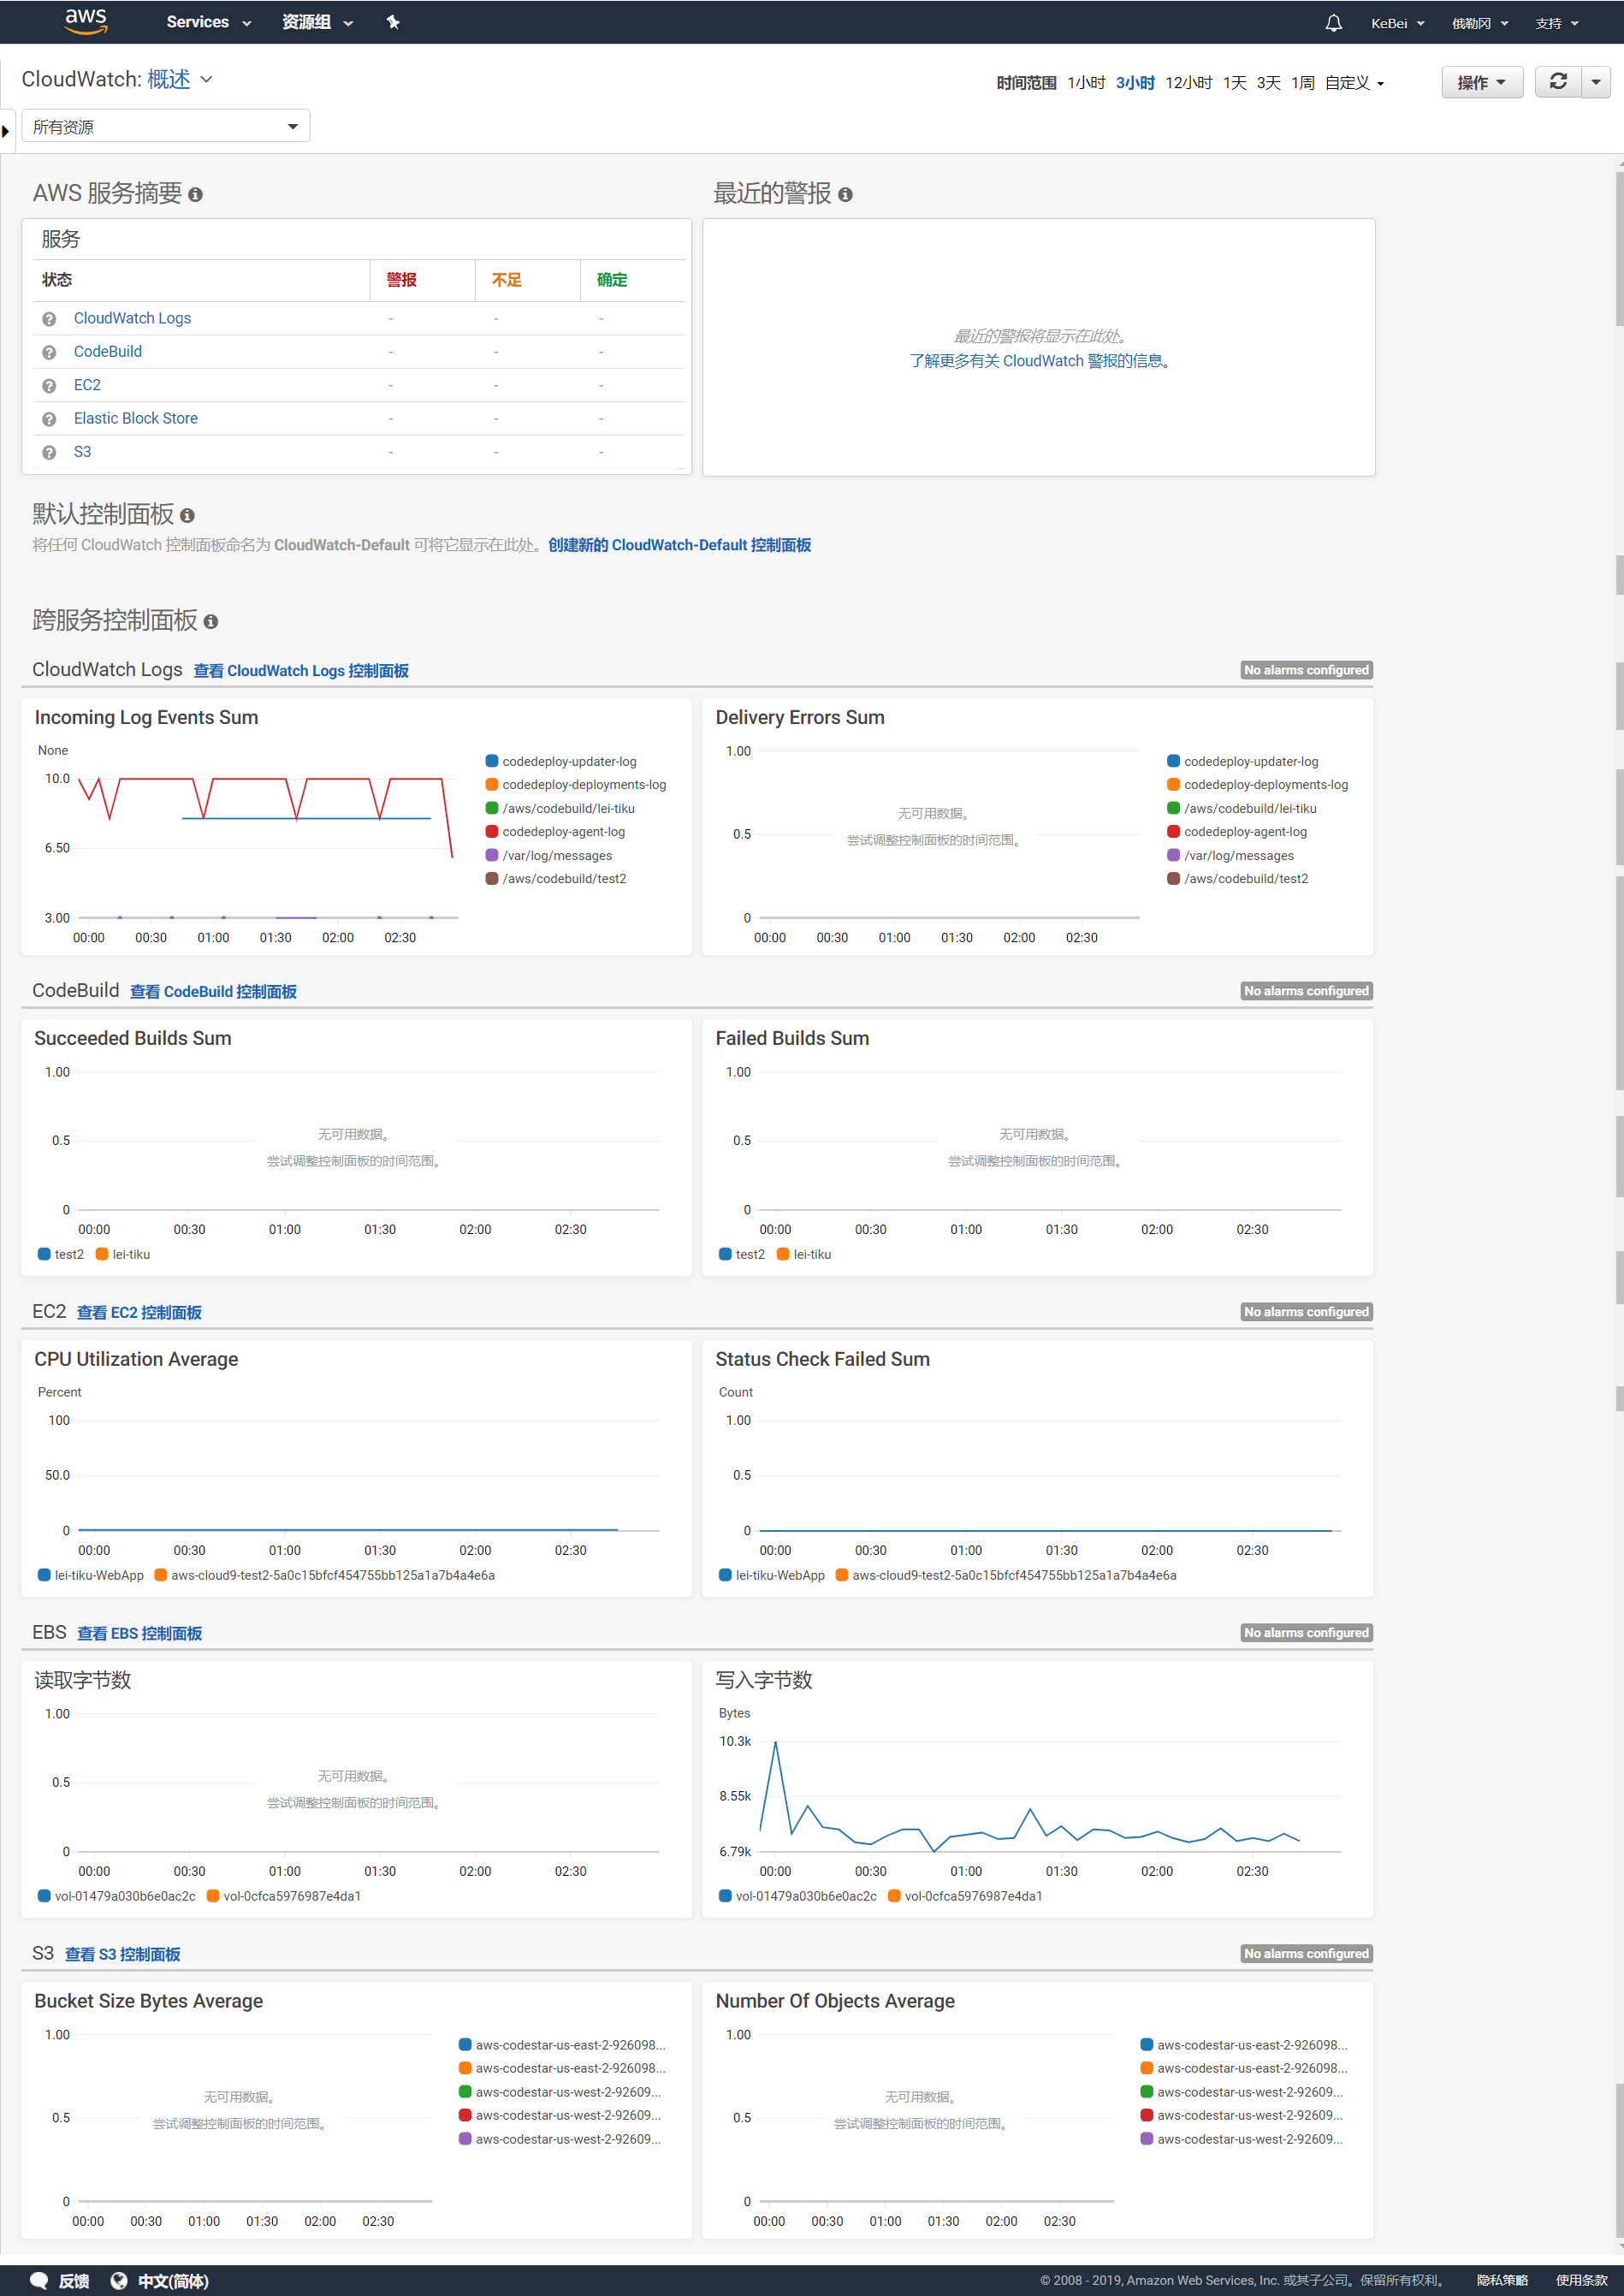 aws Services 资源组 KeBei 俄勒冈 支持
CloudWatch: 概述
时间范围 1小时 3小时 12小时 1天 3天 1周 自定义 操作
所有资源
AWS 服务摘要
服务
状态 警报 不足 确定
CloudWatch Logs - - -
CodeBuild - - -
EC2 - - -
Elastic Block Store - - -
S3 - - -
最近的警报
最近的警报将显示在此处。
了解更多有关 CloudWatch 警报的信息。
默认控制面板
将任何 CloudWatch 控制面板命名为 CloudWatch-Default 可将它显示在此处。创建新的 CloudWatch-Default 控制面板
跨服务控制面板
CloudWatch Logs 查看 CloudWatch Logs 控制面板 No alarms configured
Incoming Log Events Sum
None
10.0
6.50
3.00
00:00 00:30 01:00 01:30 02:00 02:30
codedeploy-updater-log
codedeploy-deployments-log
/aws/codebuild/lei-tiku
codedeploy-agent-log
/var/log/messages
/aws/codebuild/test2
Delivery Errors Sum
1.00
无可用数据。
0.5
尝试调整控制面板的时间范围。
0
00:00 00:30 01:00 01:30 02:00 02:30
codedeploy-updater-log
codedeploy-deployments-log
/aws/codebuild/lei-tiku
codedeploy-agent-log
/var/log/messages
/aws/codebuild/test2
CodeBuild 查看 CodeBuild 控制面板 No alarms configured
Succeeded Builds Sum
1.00
无可用数据。
0.5
尝试调整控制面板的时间范围。
0
00:00 00:30 01:00 01:30 02:00 02:30
test2 lei-tiku
Failed Builds Sum
1.00
无可用数据。
0.5
尝试调整控制面板的时间范围。
0
00:00 00:30 01:00 01:30 02:00 02:30
test2 lei-tiku
EC2 查看 EC2 控制面板 No alarms configured
CPU Utilization Average
Percent
100
50.0
0
00:00 00:30 01:00 01:30 02:00 02:30
lei-tiku-WebApp aws-cloud9-test2-5a0c15bfcf454755bb125a1a7b4a4e6a
Status Check Failed Sum
Count
1.00
0.5
0
00:00 00:30 01:00 01:30 02:00 02:30
lei-tiku-WebApp aws-cloud9-test2-5a0c15bfcf454755bb125a1a7b4a4e6a
EBS 查看 EBS 控制面板 No alarms configured
读取字节数
1.00
无可用数据。
0.5
尝试调整控制面板的时间范围。
0
00:00 00:30 01:00 01:30 02:00 02:30
vol-01479a030b6e0ac2c vol-0cfca5976987e4da1
写入字节数
Bytes
10.3k
8.55k
6.79k
00:00 00:30 01:00 01:30 02:00 02:30
vol-01479a030b6e0ac2c vol-0cfca5976987e4da1
S3 查看 S3 控制面板 No alarms configured
Bucket Size Bytes Average
1.00
无可用数据。
0.5
尝试调整控制面板的时间范围。
0
00:00 00:30 01:00 01:30 02:00 02:30
aws-codestar-us-east-2-926098...
aws-codestar-us-east-2-926098...
aws-codestar-us-west-2-92609...
aws-codestar-us-west-2-92609...
aws-codestar-us-west-2-92609...
Number Of Objects Average
1.00
无可用数据。
0.5
尝试调整控制面板的时间范围。
0
00:00 00:30 01:00 01:30 02:00 02:30
aws-codestar-us-east-2-926098...
aws-codestar-us-east-2-926098...
aws-codestar-us-west-2-92609...
aws-codestar-us-west-2-92609...
aws-codestar-us-west-2-92609...
反馈 中文(简体) © 2008 - 2019, Amazon Web Services, Inc. 或其子公司。保留所有权利。 隐私策略 使用条款